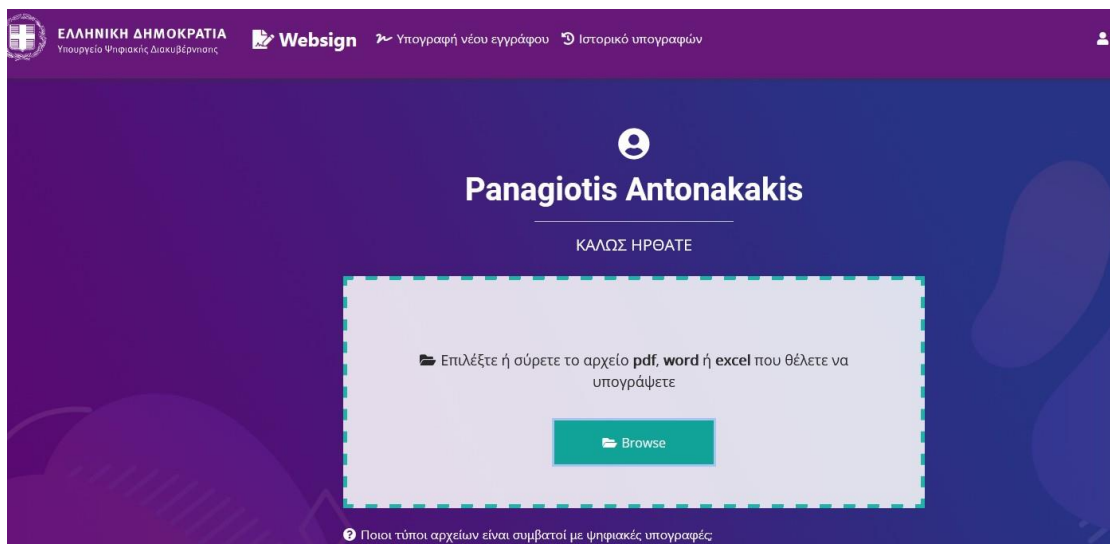 ΕΛΛΗΝΙΚΗ ΔΗΜΟΚΡΑΤΙΑ
Υπουργείο Ψηφιακής Διακυβέρνησης
Websign
Υπογραφή νέου εγγράφου
Ιστορικό υπογραφών
Panagiotis Antonakakis
ΚΑΛΩΣ ΗΡΘΑΤΕ
Επιλέξτε ή σύρετε το αρχείο pdf, word ή excel που θέλετε να
υπογράψετε
Browse
Ποιοι τύποι αρχείων είναι συμβατοί με ψηφιακές υπογραφές;